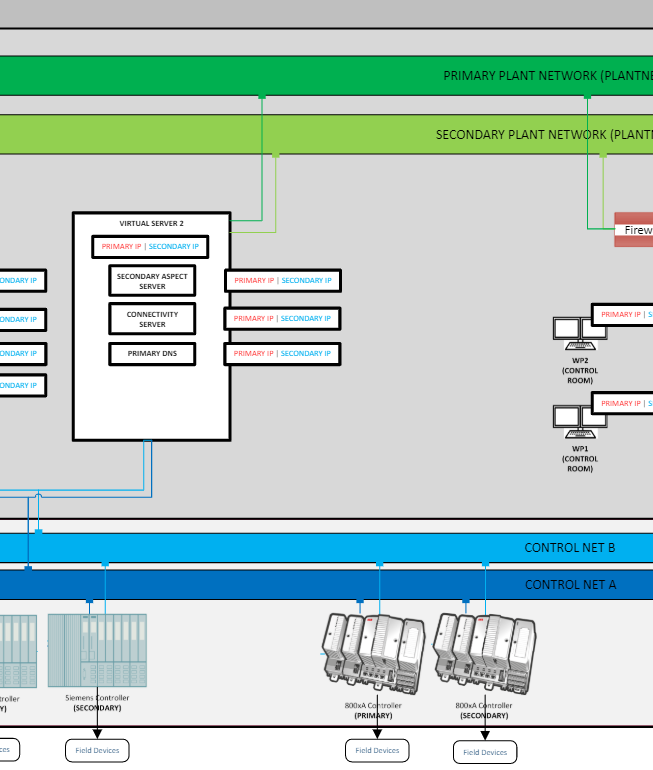 PRIMARY PLANT NETWORK (PLANTNE
SECONDARY PLANT NETWORK (PLANTN
VIRTUAL SERVER 2
PRIMARY IP | SECONDARY IP
SECONDARY ASPECT
SERVER
CONNECTIVITY
SERVER
PRIMARY DNS
PRIMARY IP | SECONDARY IP
PRIMARY IP | SECONDARY IP
PRIMARY IP | SECONDARY IP
ONDARY IP
ONDARY IP
ONDARY IP
ONDARY IP
Firew
PRIMARY IP | S
WP2
(CONTROL
ROOM)
PRIMARY IP | S
WP1
(CONTROL
ROOM)
CONTROL NET B
CONTROL NET A
troller
Y)
Siemens Controller
(SECONDARY)
800xA Controller
(PRIMARY)
800xA Controller
(SECONDARY)
ces
Field Devices
Field Devices
Field Devices